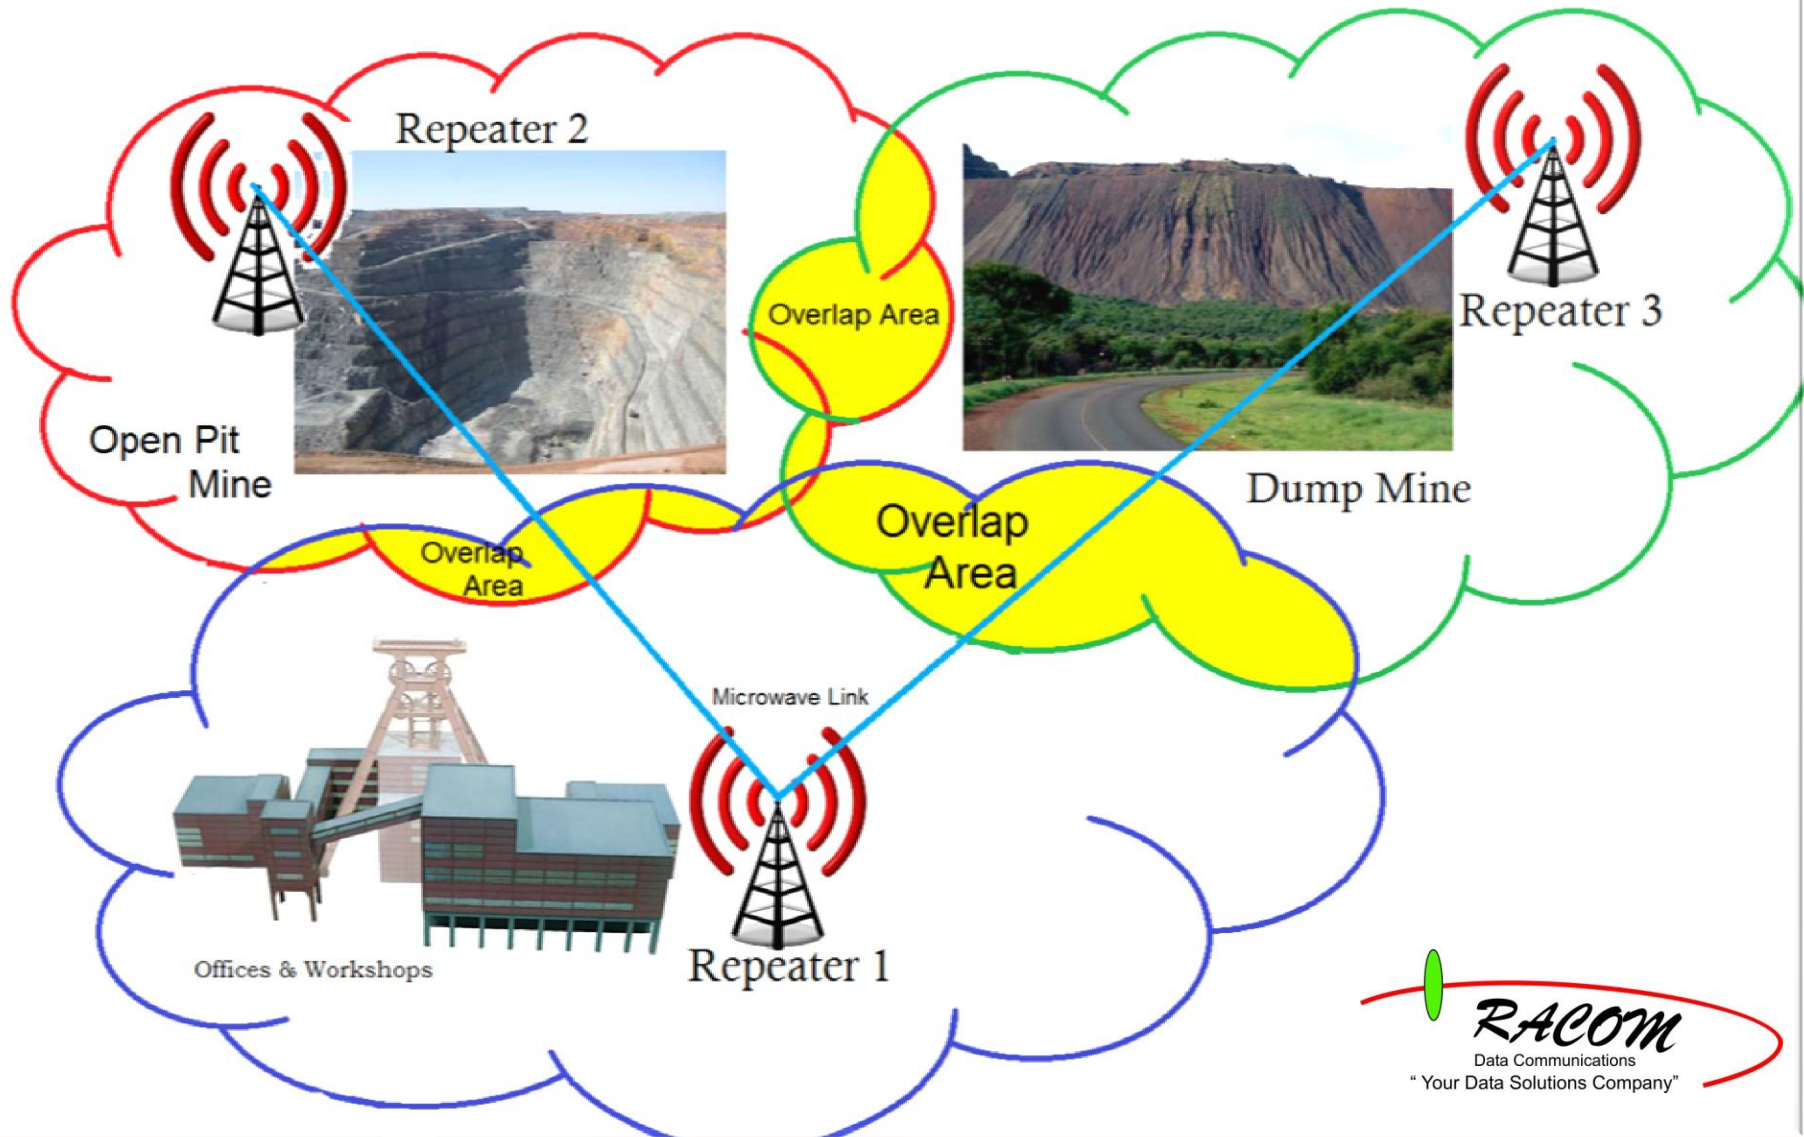 Repeater 2
Overlap Area
Repeater 3
Open Pit
Mine
Dump Mine
Overlap
Area
Overlap
Area
Microwave Link
Repeater 1
Offices & Workshops
RACOM
Data Communications
“ Your Data Solutions Company”